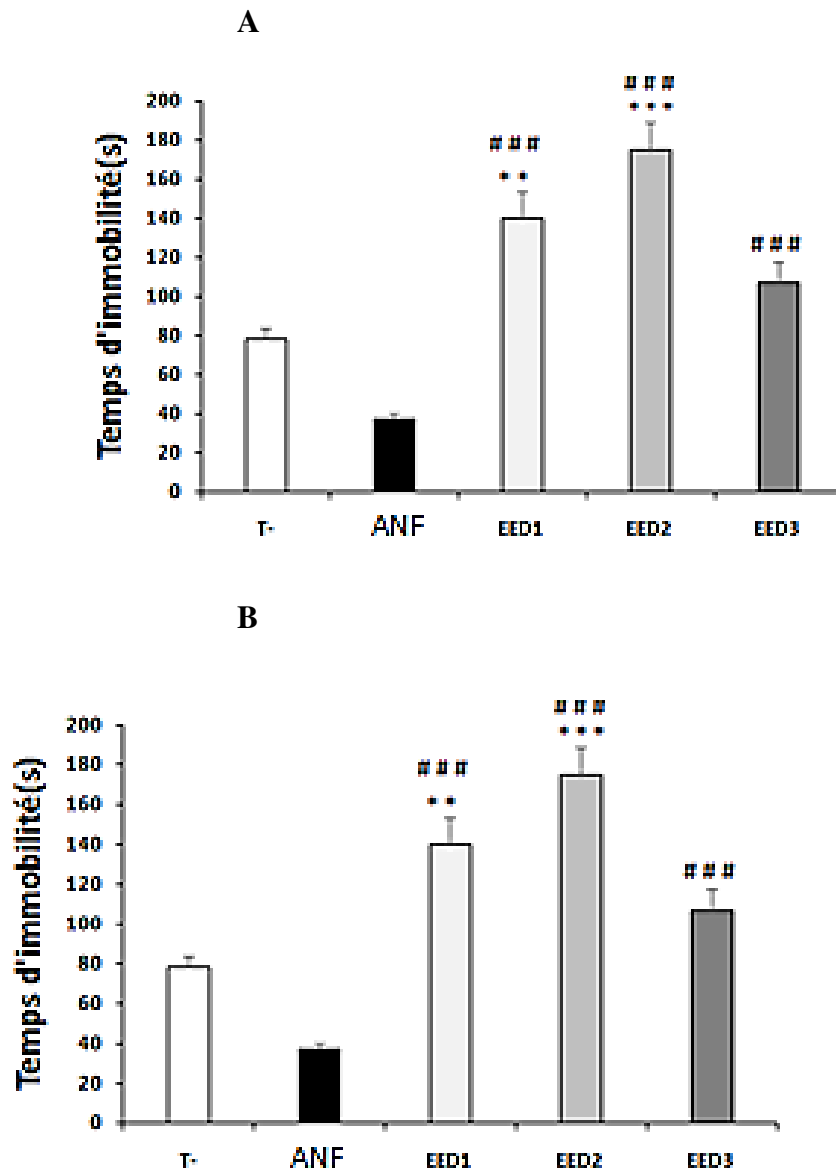 A
# # #
* * *
# # #
* *
# # #
200
180
160
140
120
100
80
60
40
20
0
Temps d'immobilité(s)
T-
ANF
EED1
EED2
EED3
B
# # #
* * *
# # #
* *
# # #
200
180
160
140
120
100
80
60
40
20
0
Temps d'immobilité(s)
T-
ANF
EED1
EED2
EED3